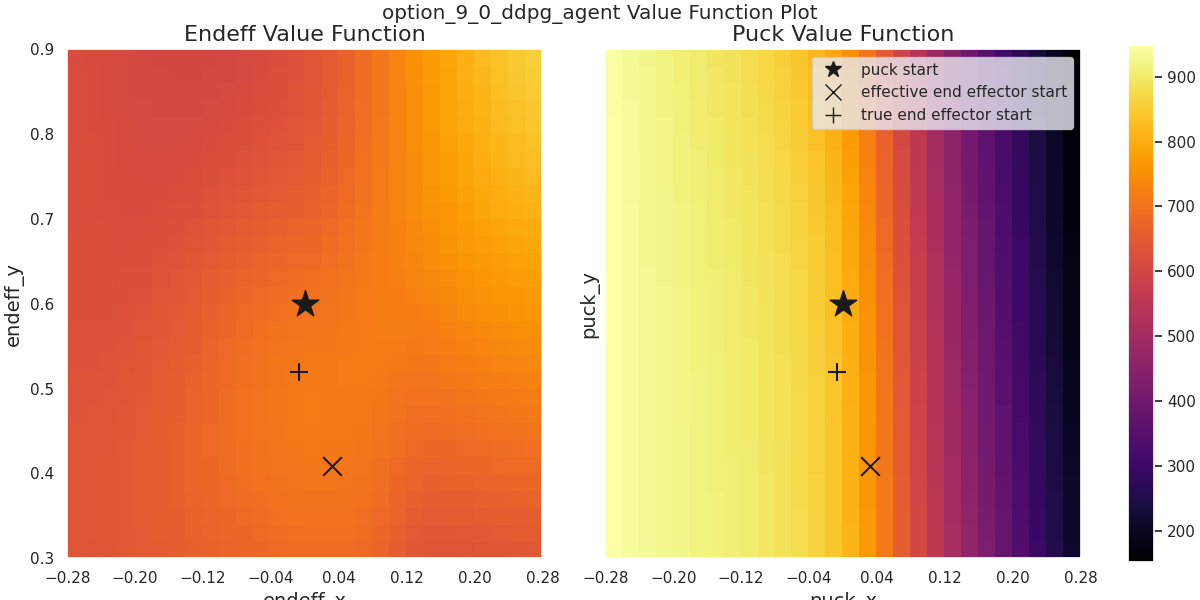 option_9_0_ddpg_agent Value Function Plot
Endeff Value Function
Puck Value Function
puck start
effective end effector start
true end effector start
endeff_y
0.9
0.8
0.7
0.6
0.5
0.4
0.3
−0.28 −0.20 −0.12 −0.04 0.04 0.12 0.20 0.28
endeff_x
puck_y
−0.28 −0.20 −0.12 −0.04 0.04 0.12 0.20 0.28
puck_x
900
800
700
600
500
400
300
200